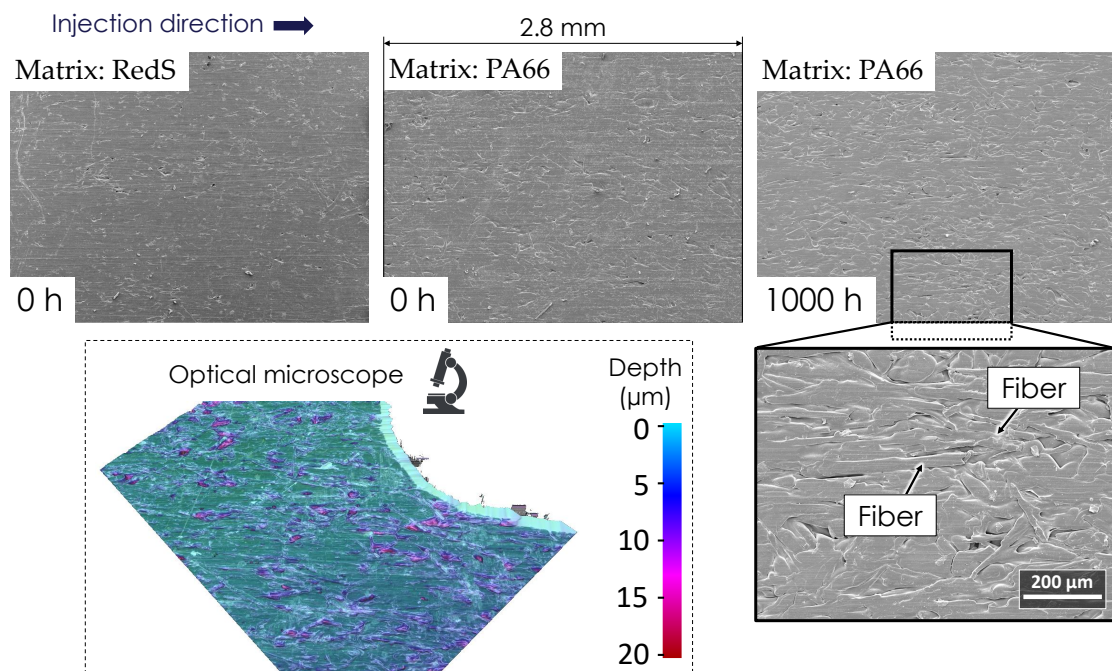 Injection direction
2.8 mm
Matrix: RedS
Matrix: PA66
Matrix: PA66
0 h
0 h
1000 h
Optical microscope
Depth
(µm)
0
5
10
15
20
Fiber
Fiber
200 µm